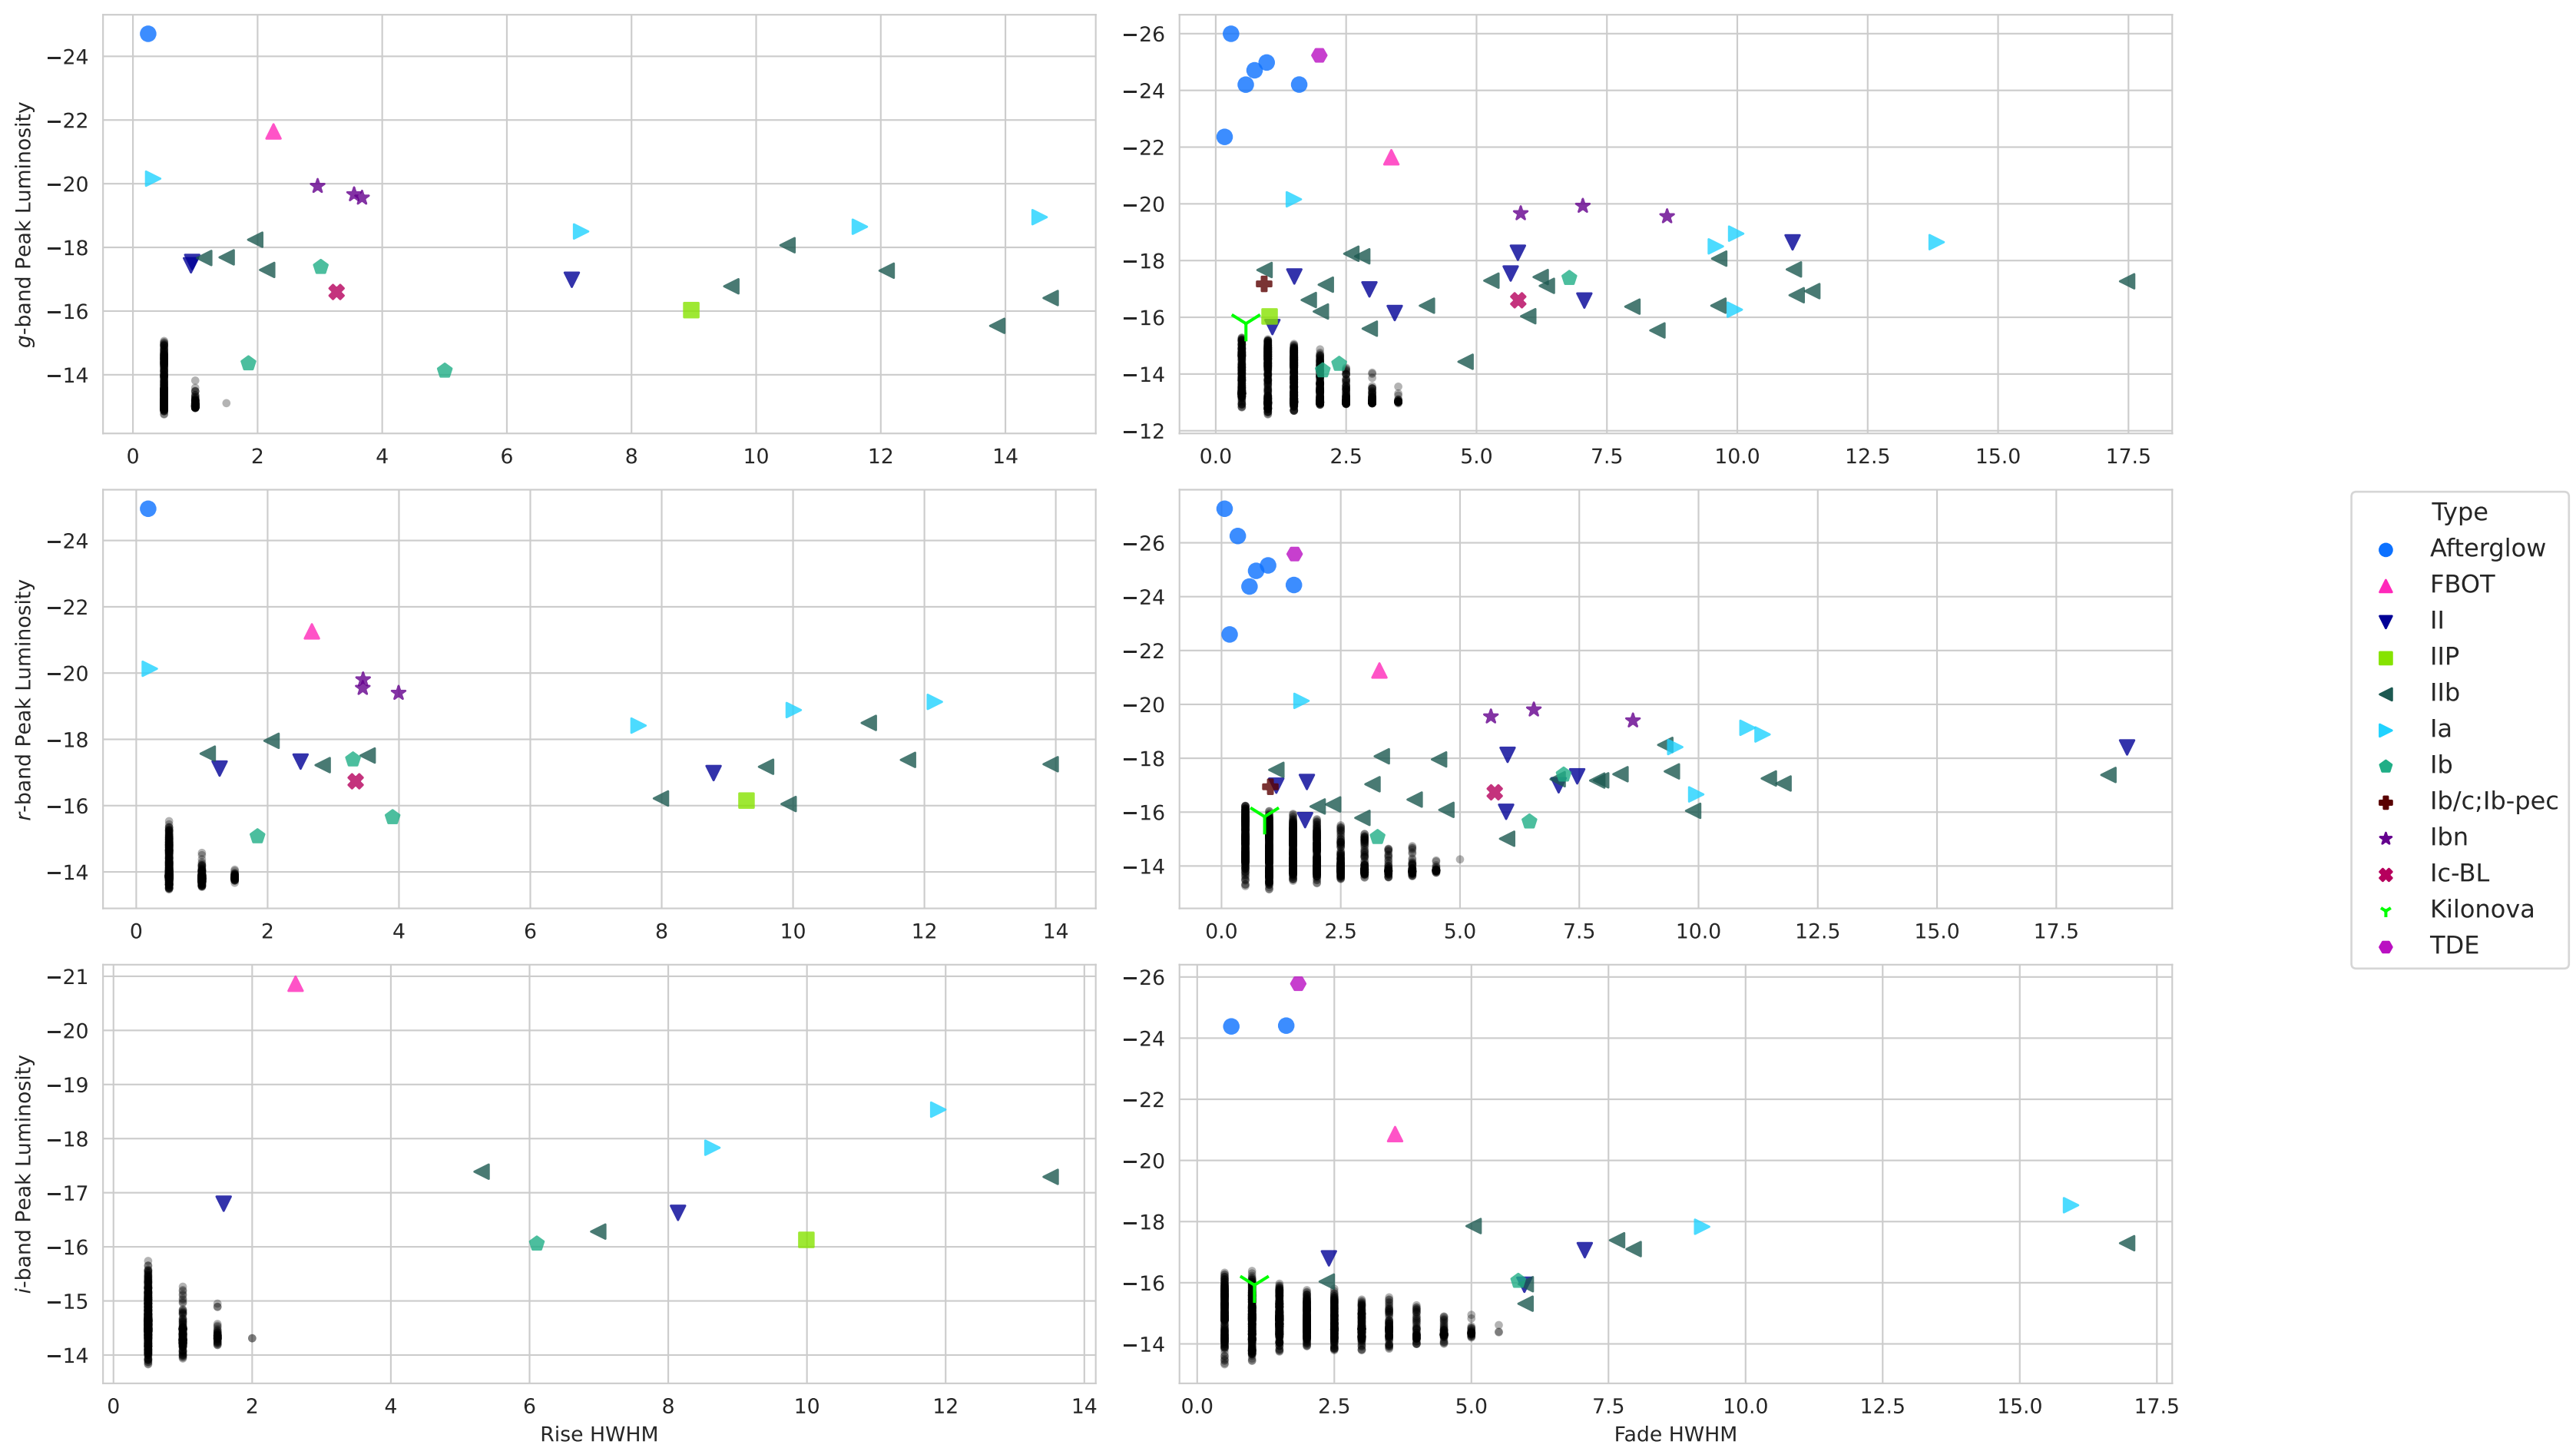 −24
−22
−20
−18
−16
−14
g-band Peak Luminosity
0 2 4 6 8 10 12 14
−26
−24
−22
−20
−18
−16
−14
−12
0.0 2.5 5.0 7.5 10.0 12.5 15.0 17.5
−24
−22
−20
−18
−16
−14
r-band Peak Luminosity
0 2 4 6 8 10 12 14
−26
−24
−22
−20
−18
−16
−14
0.0 2.5 5.0 7.5 10.0 12.5 15.0 17.5
−21
−20
−19
−18
−17
−16
−15
−14
i-band Peak Luminosity
0 2 4 6 8 10 12 14
Rise HWHM
−26
−24
−22
−20
−18
−16
−14
0.0 2.5 5.0 7.5 10.0 12.5 15.0 17.5
Fade HWHM
Type
Afterglow
FBOT
II
IIP
IIb
Ia
Ib
Ib/c;Ib-pec
Ibn
Ic-BL
Kilonova
TDE